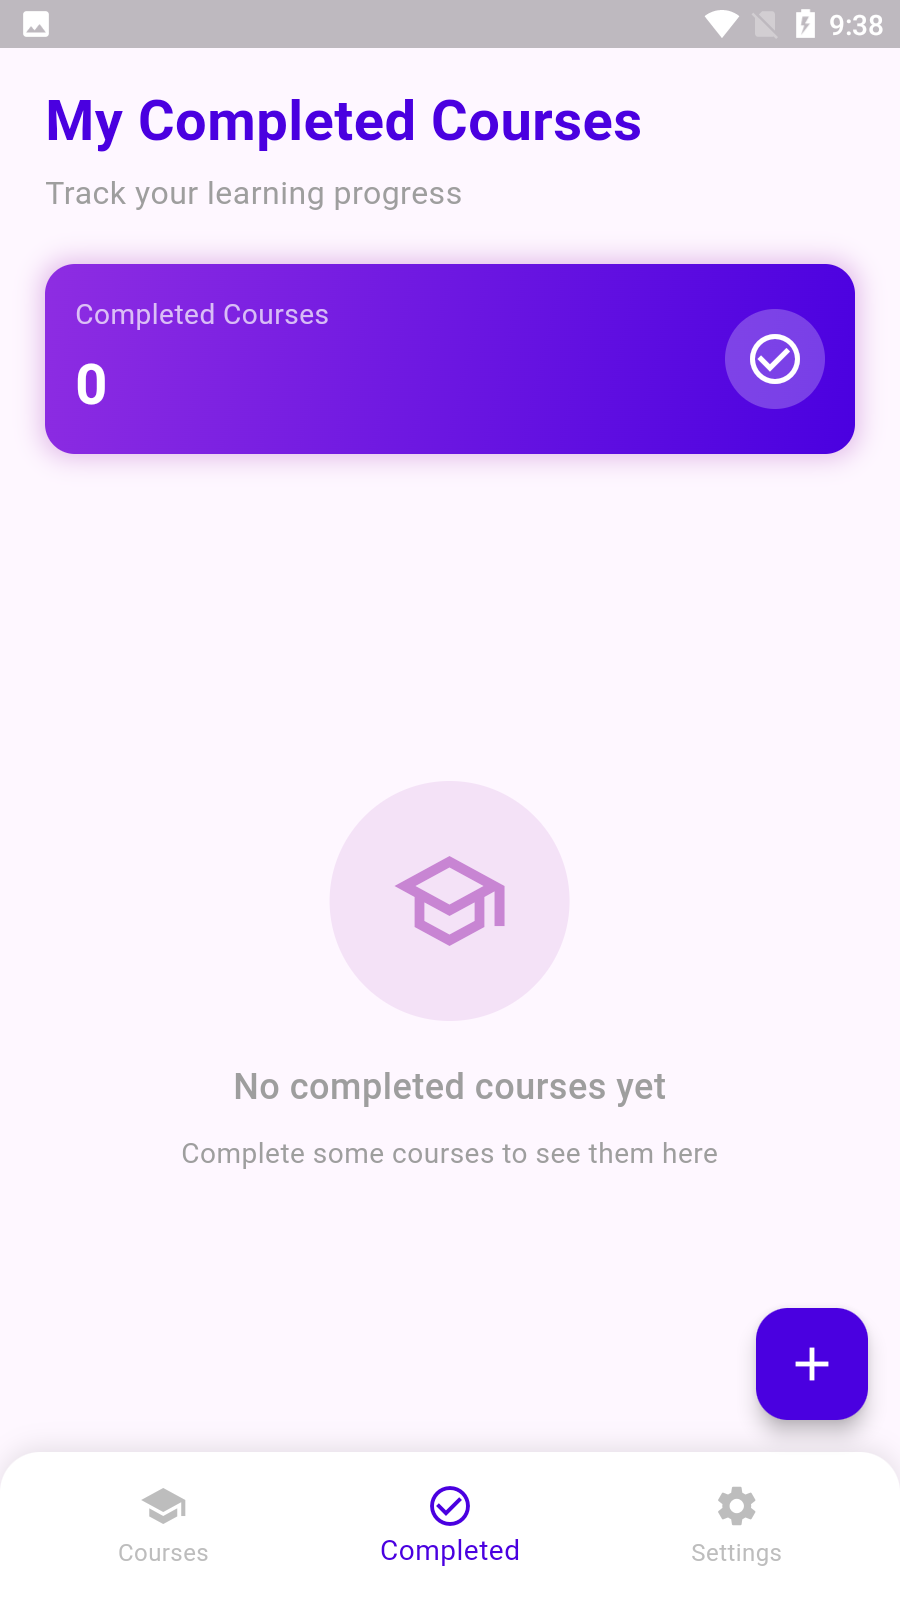 9:38
My Completed Courses
Track your learning progress
Completed Courses
0
No completed courses yet
Complete some courses to see them here
Courses
Completed
Settings